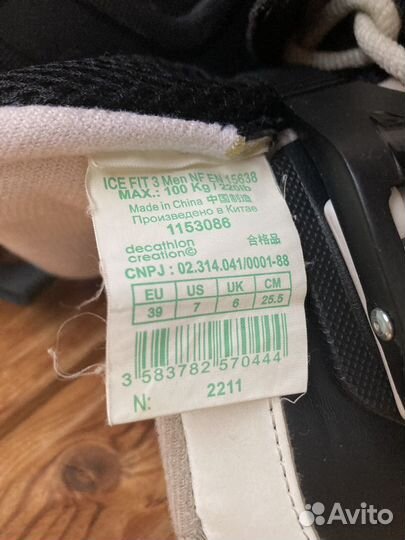 ICE FIT 3 Men NF EN 15638
MAX.: 100 Kg / 220lb
Made in China 中国制造
Произведено в Китае
1153086
decathlon 合格品
creation©
CNPJ : 02.314.041/0001-88
EU US UK CM
39 7 6 25.5
3 583782 570444
N: 2211
Avito